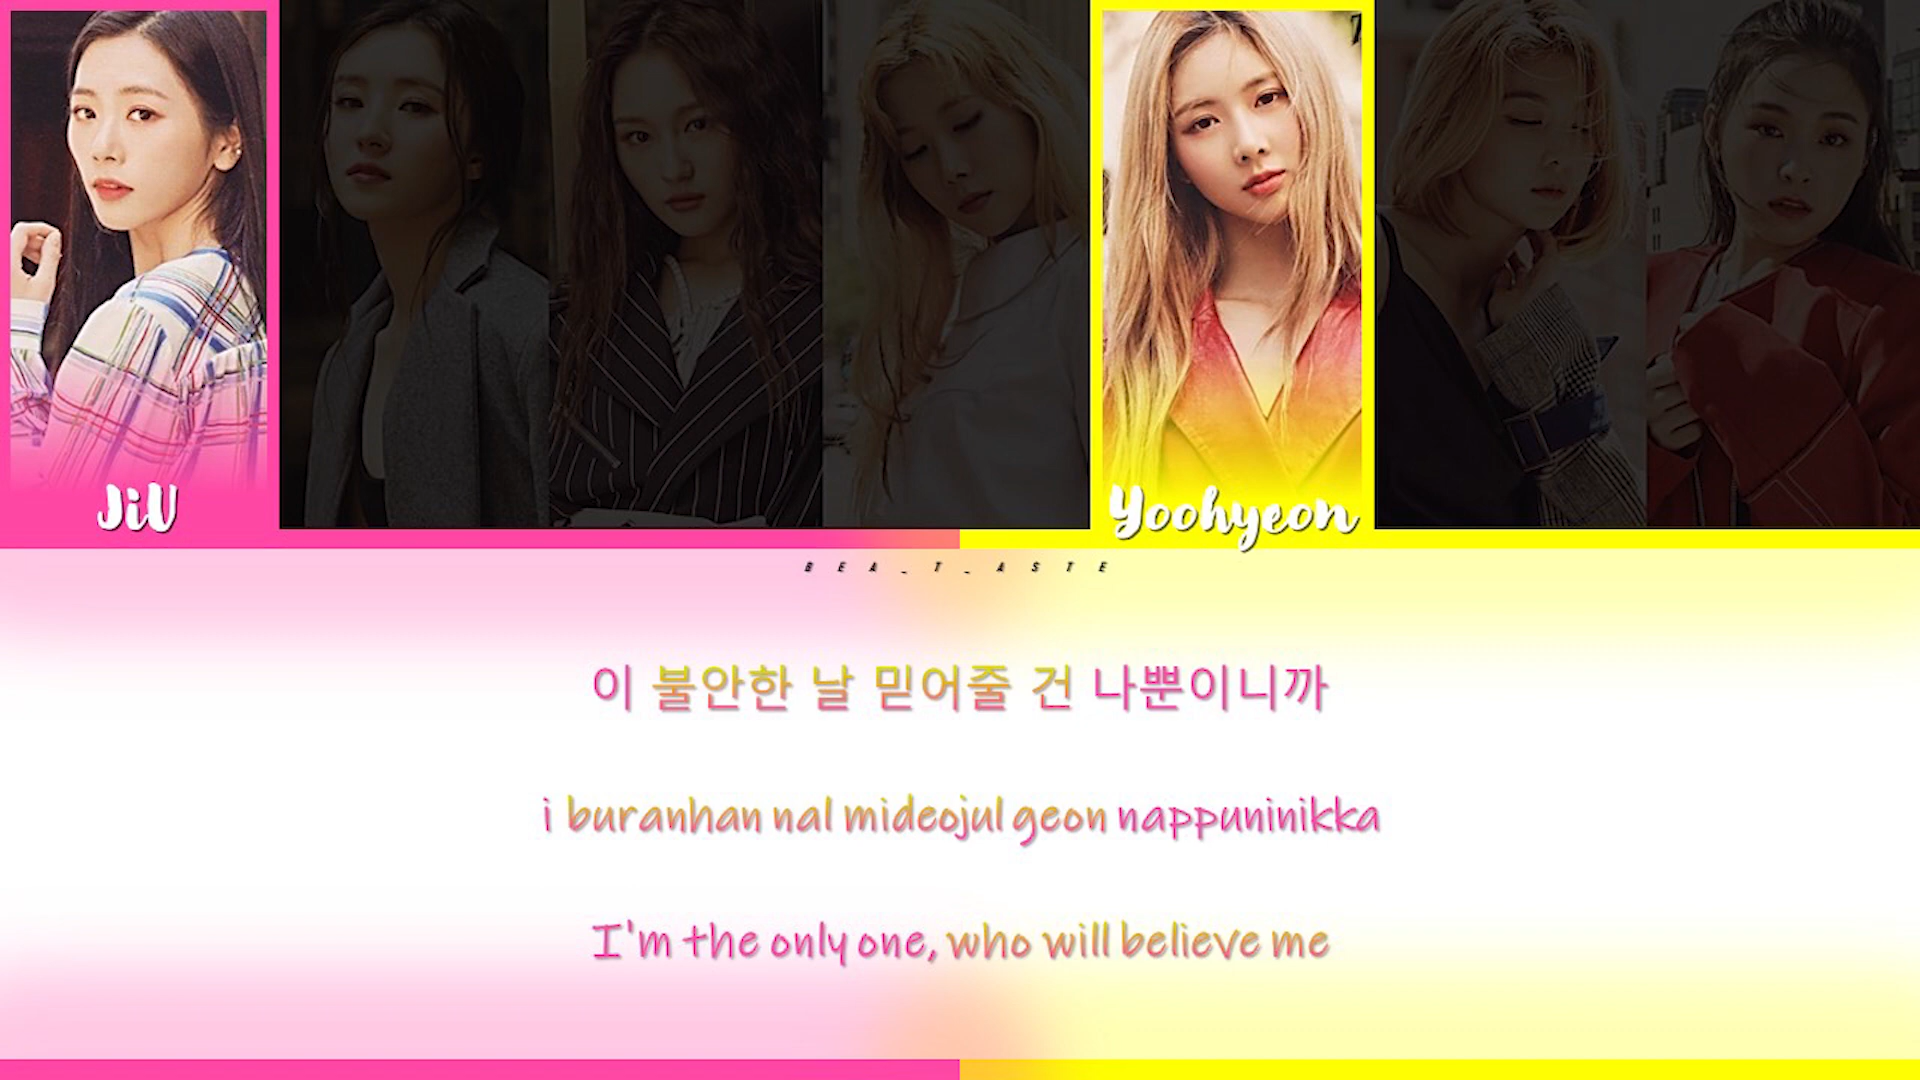 JiU
Yoohyeon
BEA_T_ASTE
이 불안한 날 믿어줄 건 나뿐이니까
i buranhan nal mideojul geon nappuninikka
I'm the only one, who will believe me